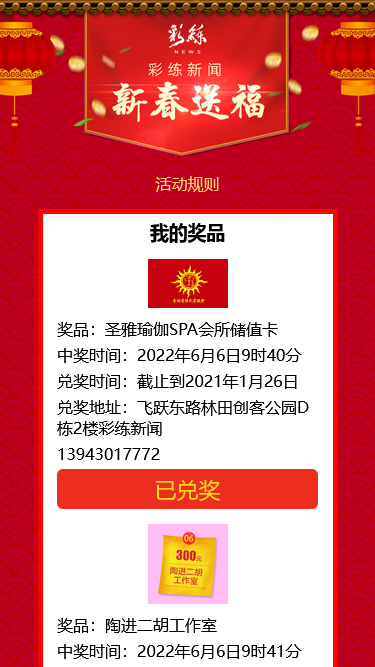 彩练
NEWS
彩练新闻
新春送福
活动规则
我的奖品
奖品：圣雅瑜伽SPA会所储值卡
中奖时间：2022年6月6日9时40分
兑奖时间：截止到2021年1月26日
兑奖地址：飞跃东路林田创客公园D
栋2楼彩练新闻
13943017772
已兑奖
06
300元
陶进二胡
工作室
奖品：陶进二胡工作室
中奖时间：2022年6月6日9时41分